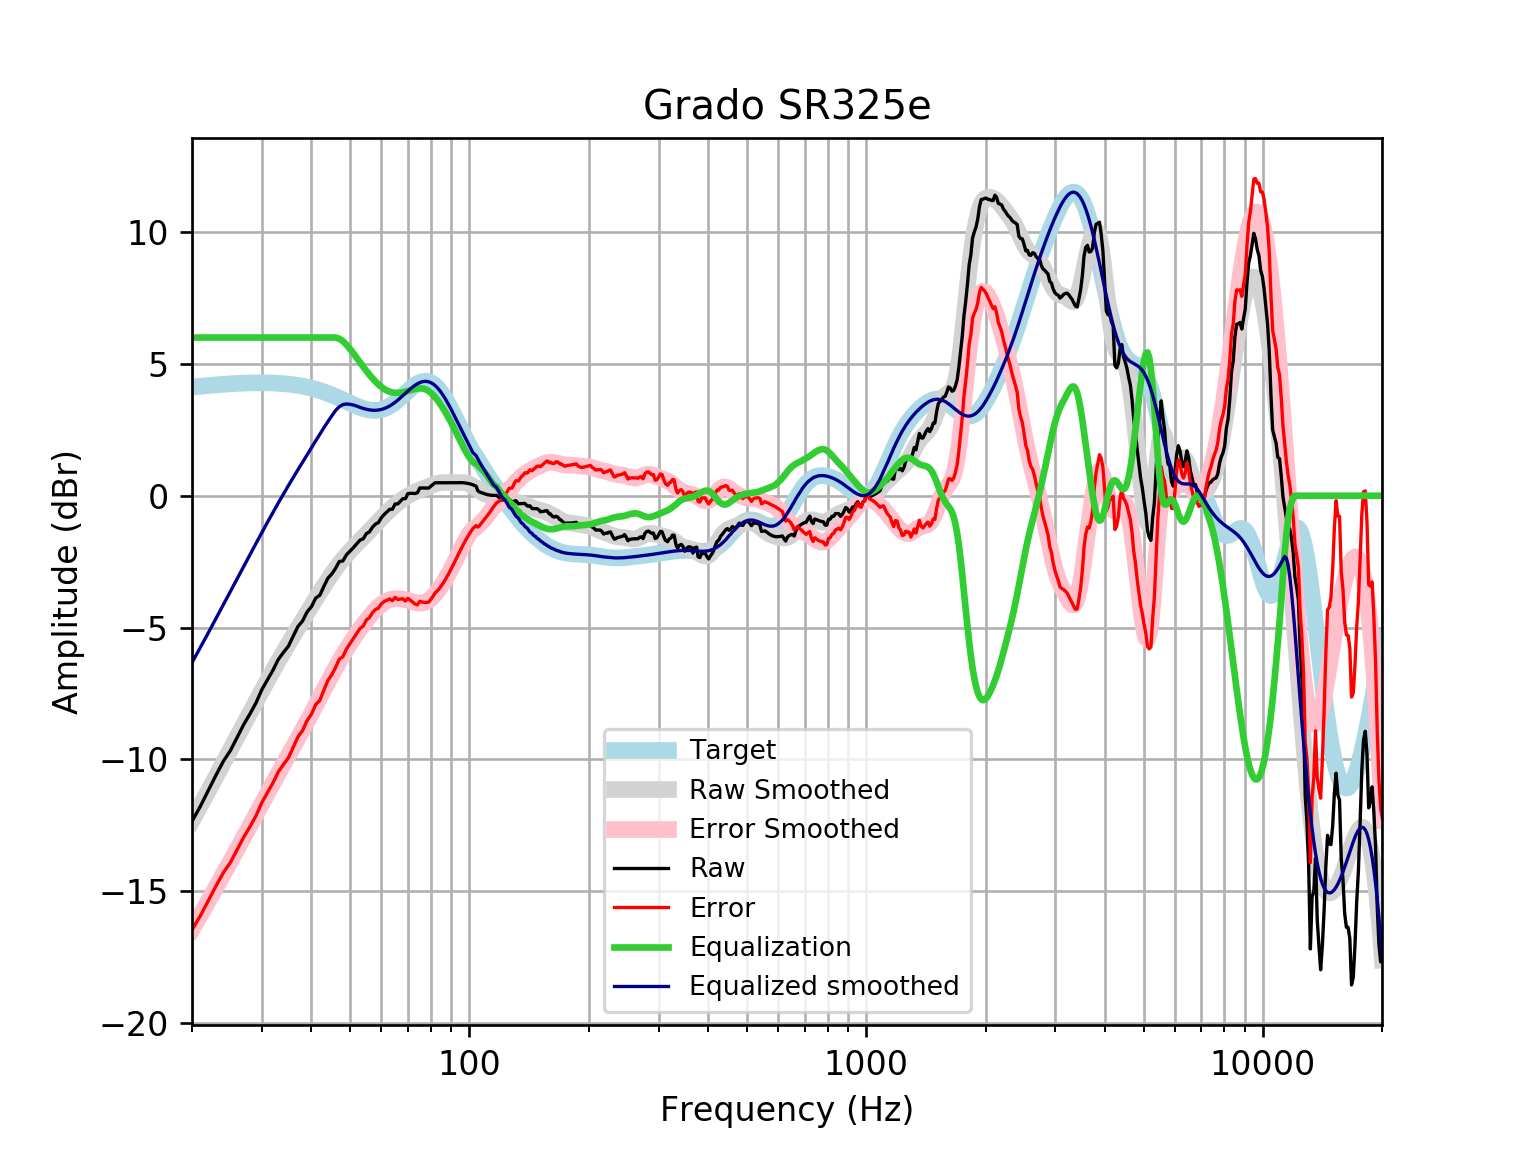 Grado SR325e
Amplitude (dBr)
10
5
0
−5
−10
−15
−20
Target
Raw Smoothed
Error Smoothed
Raw
Error
Equalization
Equalized smoothed
100
1000
10000
Frequency (Hz)